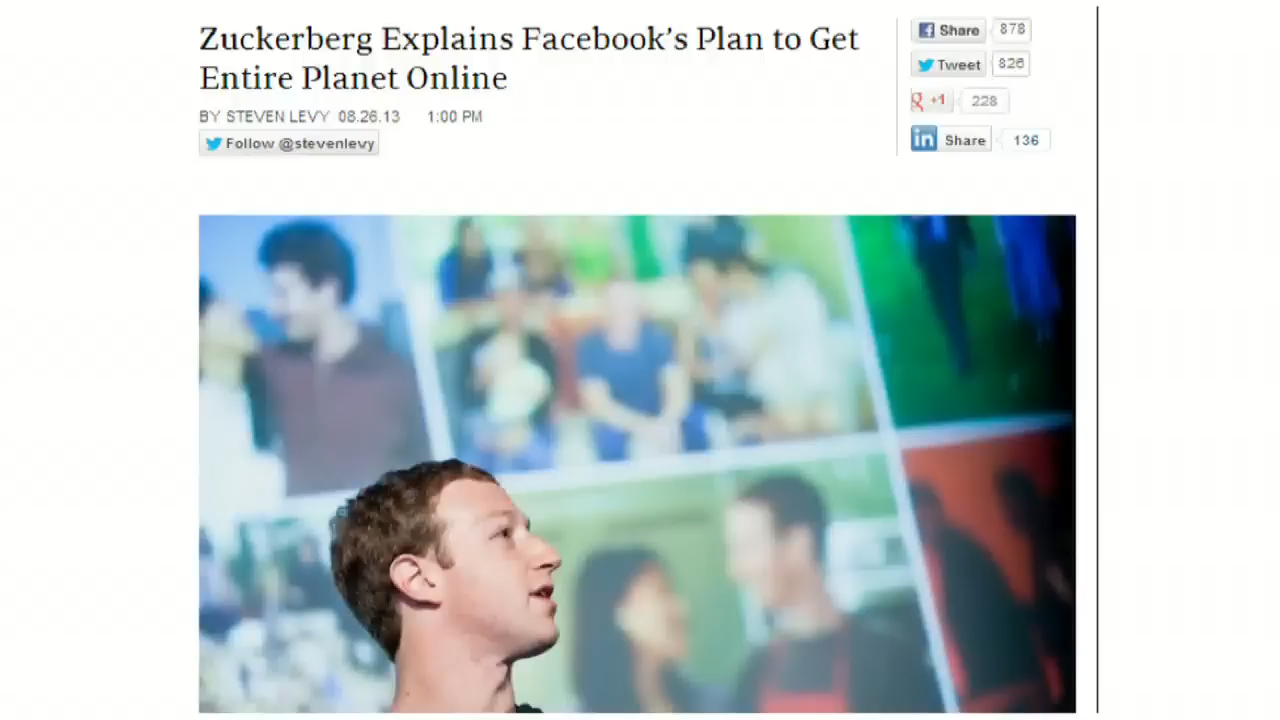 Zuckerberg Explains Facebook's Plan to Get
Entire Planet Online
BY STEVEN LEVY 08.26.13 1:00 PM
Follow @stevenlevy
Share 878
Tweet 826
g +1 228
in Share 136